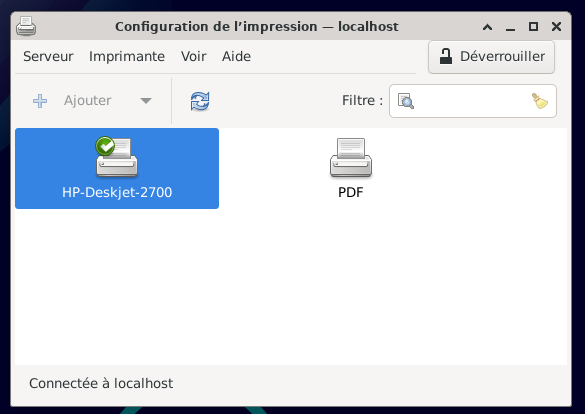 Configuration de l’impression — localhost
Serveur Imprimante Voir Aide Déverrouiller
Ajouter Filtre :
HP-Deskjet-2700 PDF
Connectée à localhost